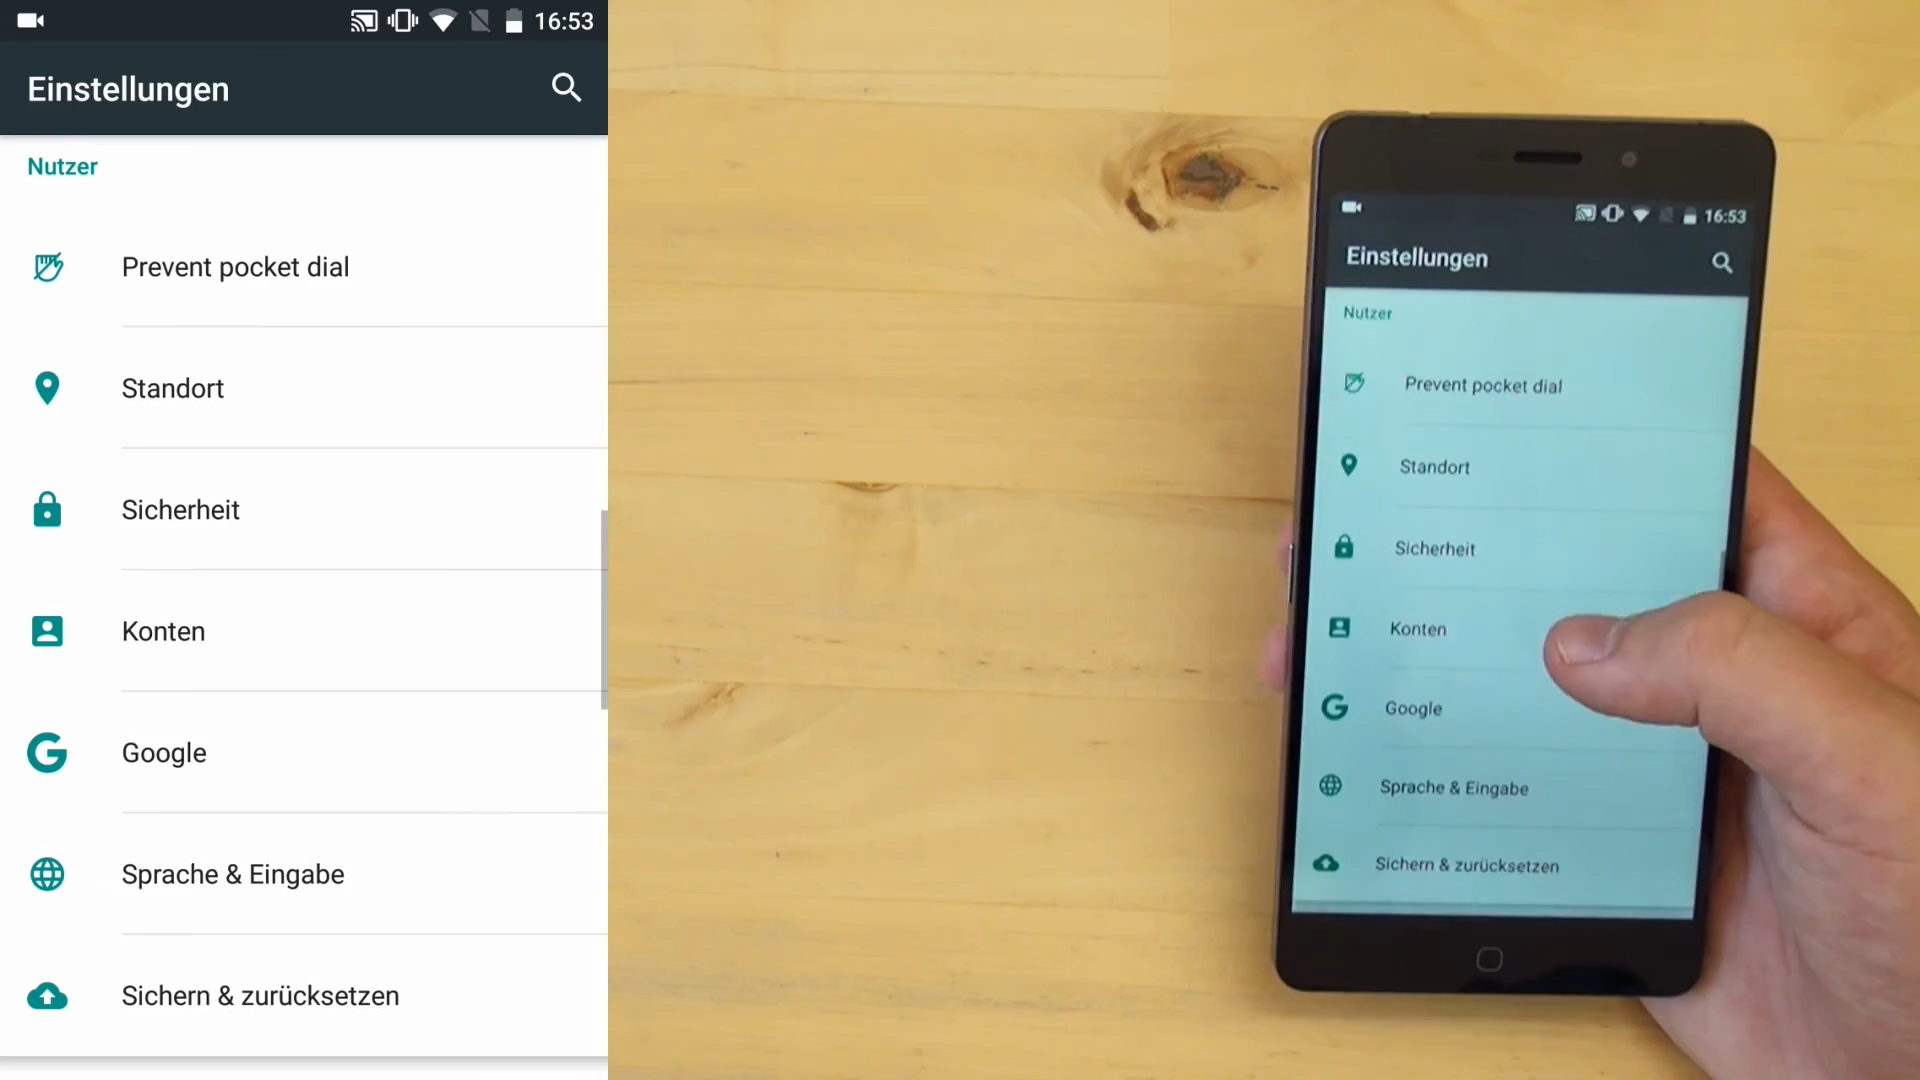 16:53
Einstellungen
Nutzer
Prevent pocket dial
Standort
Sicherheit
Konten
Google
Sprache & Eingabe
Sichern & zurücksetzen
16:53
Einstellungen
Nutzer
Prevent pocket dial
Standort
Sicherheit
Konten
Google
Sprache & Eingabe
Sichern & zurücksetzen